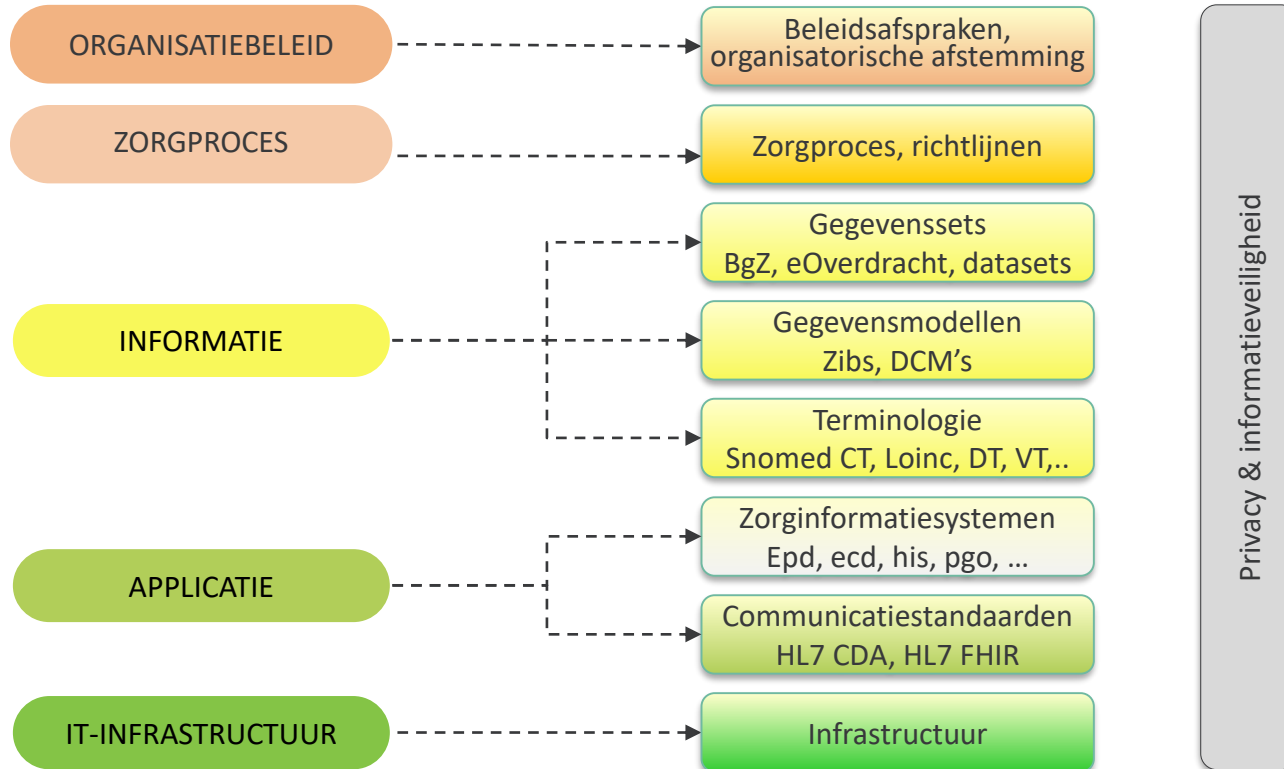 ORGANISATIEBELEID
Beleidsafspraken,
organisatorische afstemming
ZORGPROCES
Zorgproces, richtlijnen
INFORMATIE
Gegevenssets
BgZ, eOverdracht, datasets
Gegevensmodellen
Zibs, DCM’s
Terminologie
Snomed CT, Loinc, DT, VT,..
APPLICATIE
Zorginformatiesystemen
Epd, ecd, his, pgo, …
Communicatiestandaarden
HL7 CDA, HL7 FHIR
IT-INFRASTRUCTUUR
Infrastructuur
Privacy & informatieveiligheid